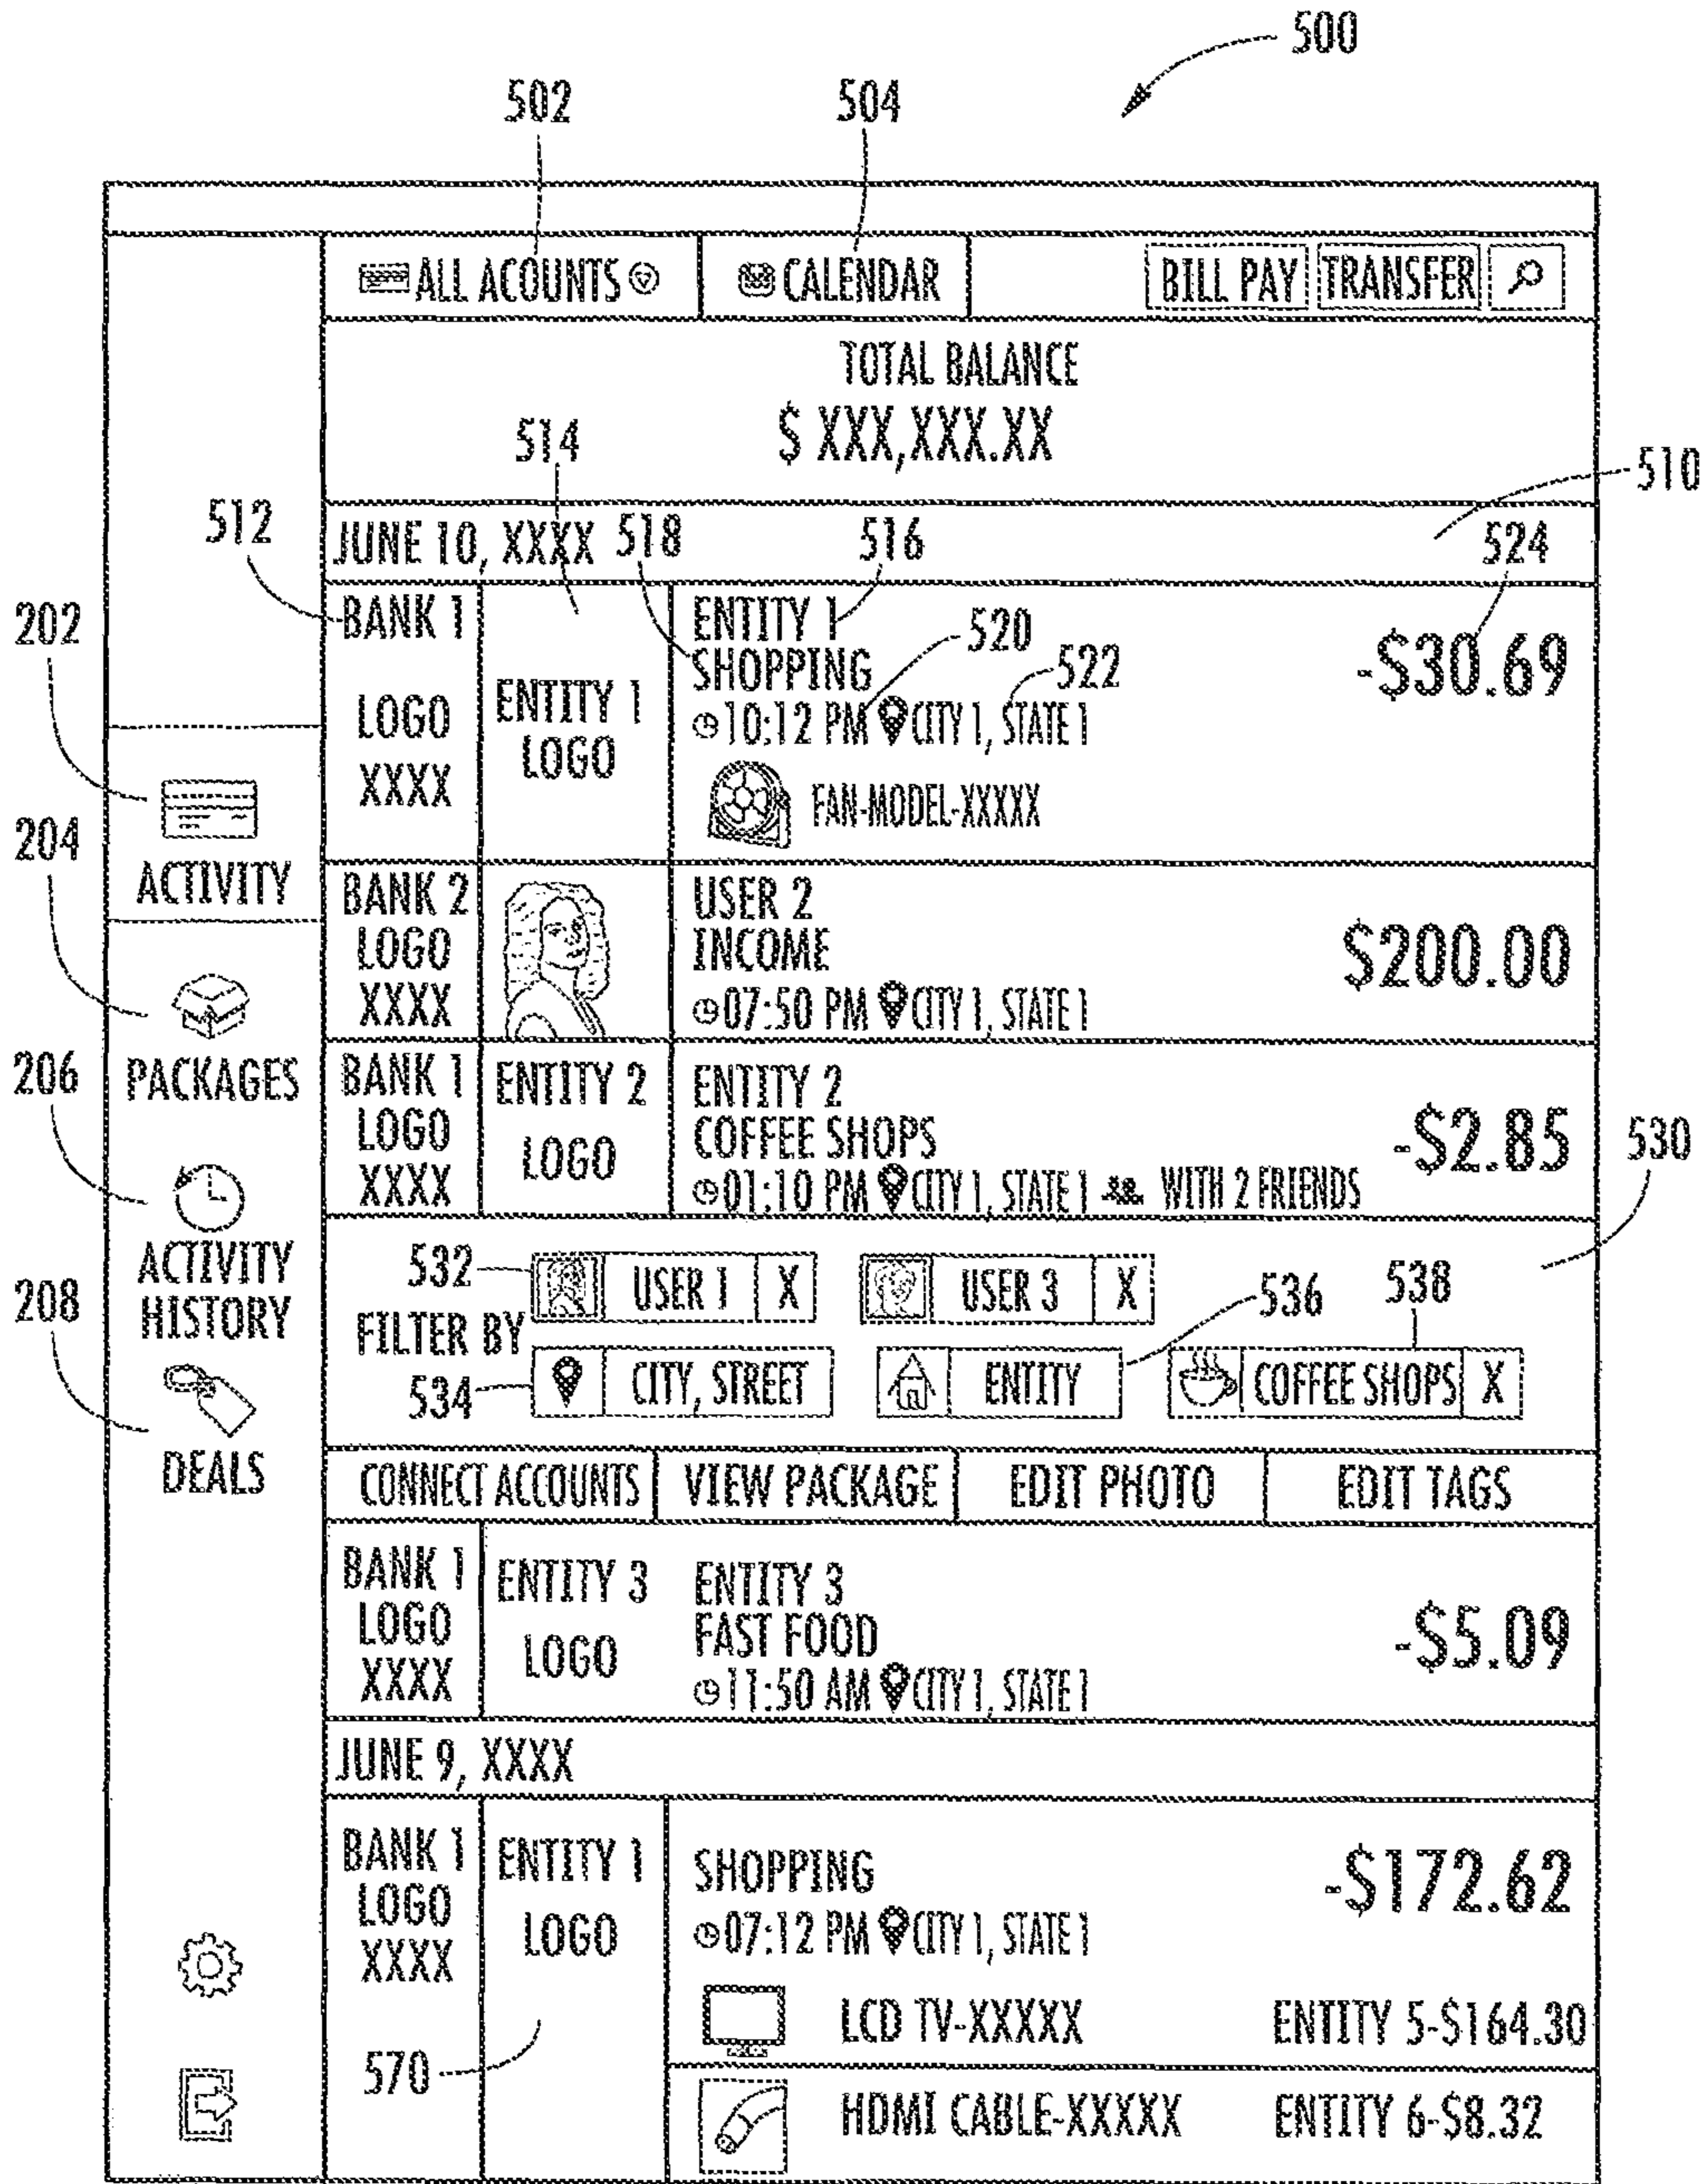 500
502
504
ALL ACOUNTS
CALENDAR
BILL PAY
TRANSFER
TOTAL BALANCE
$ XXX,XXX.XX
514
510
512
JUNE 10, XXXX
518
516
524
202
BANK 1
LOGO
XXXX
ENTITY 1
LOGO
ENTITY 1
SHOPPING
520
522
10:12 PM CITY 1, STATE 1
FAN-MODEL-XXXXX
-$30.69
204
ACTIVITY
BANK 2
LOGO
XXXX
USER 2
INCOME
07:50 PM CITY 1, STATE 1
$200.00
206
PACKAGES
BANK 1
LOGO
XXXX
ENTITY 2
LOGO
ENTITY 2
COFFEE SHOPS
01:10 PM CITY 1, STATE 1 WITH 2 FRIENDS
-$2.85
530
208
ACTIVITY
HISTORY
532
FILTER BY
534
USER 1 X
USER 3 X
536
538
CITY, STREET
ENTITY
COFFEE SHOPS X
DEALS
CONNECT ACCOUNTS
VIEW PACKAGE
EDIT PHOTO
EDIT TAGS
BANK 1
LOGO
XXXX
ENTITY 3
LOGO
ENTITY 3
FAST FOOD
11:50 AM CITY 1, STATE 1
-$5.09
JUNE 9, XXXX
BANK 1
LOGO
XXXX
ENTITY 1
LOGO
570
SHOPPING
07:12 PM CITY 1, STATE 1
-$172.62
LCD TV-XXXXX ENTITY 5-$164.30
HDMI CABLE-XXXXX ENTITY 6-$8.32